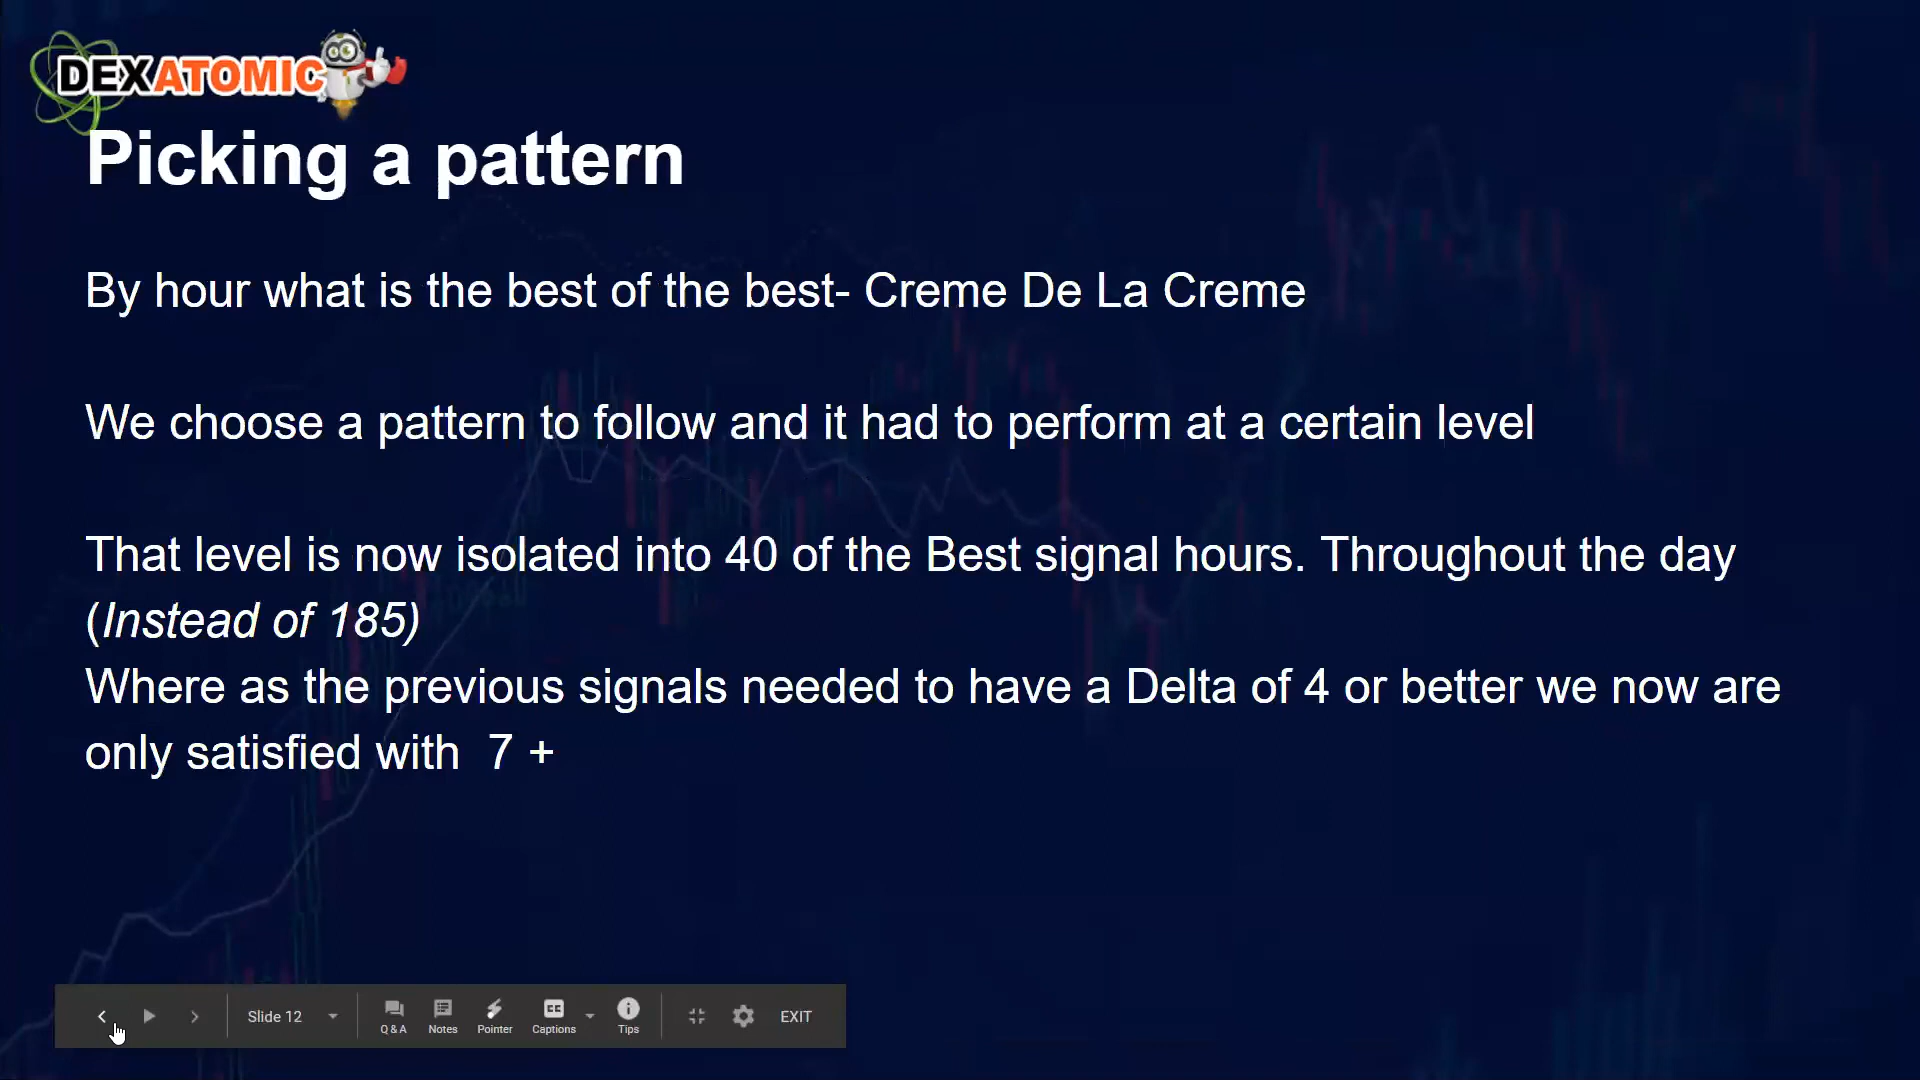 DEXATOMIC
Picking a pattern
By hour what is the best of the best- Creme De La Creme
We choose a pattern to follow and it had to perform at a certain level
That level is now isolated into 40 of the Best signal hours. Throughout the day
(Instead of 185)
Where as the previous signals needed to have a Delta of 4 or better we now are
only satisfied with  7 +
Slide 12
Q & A
Notes
Pointer
CC
Captions
Tips
EXIT